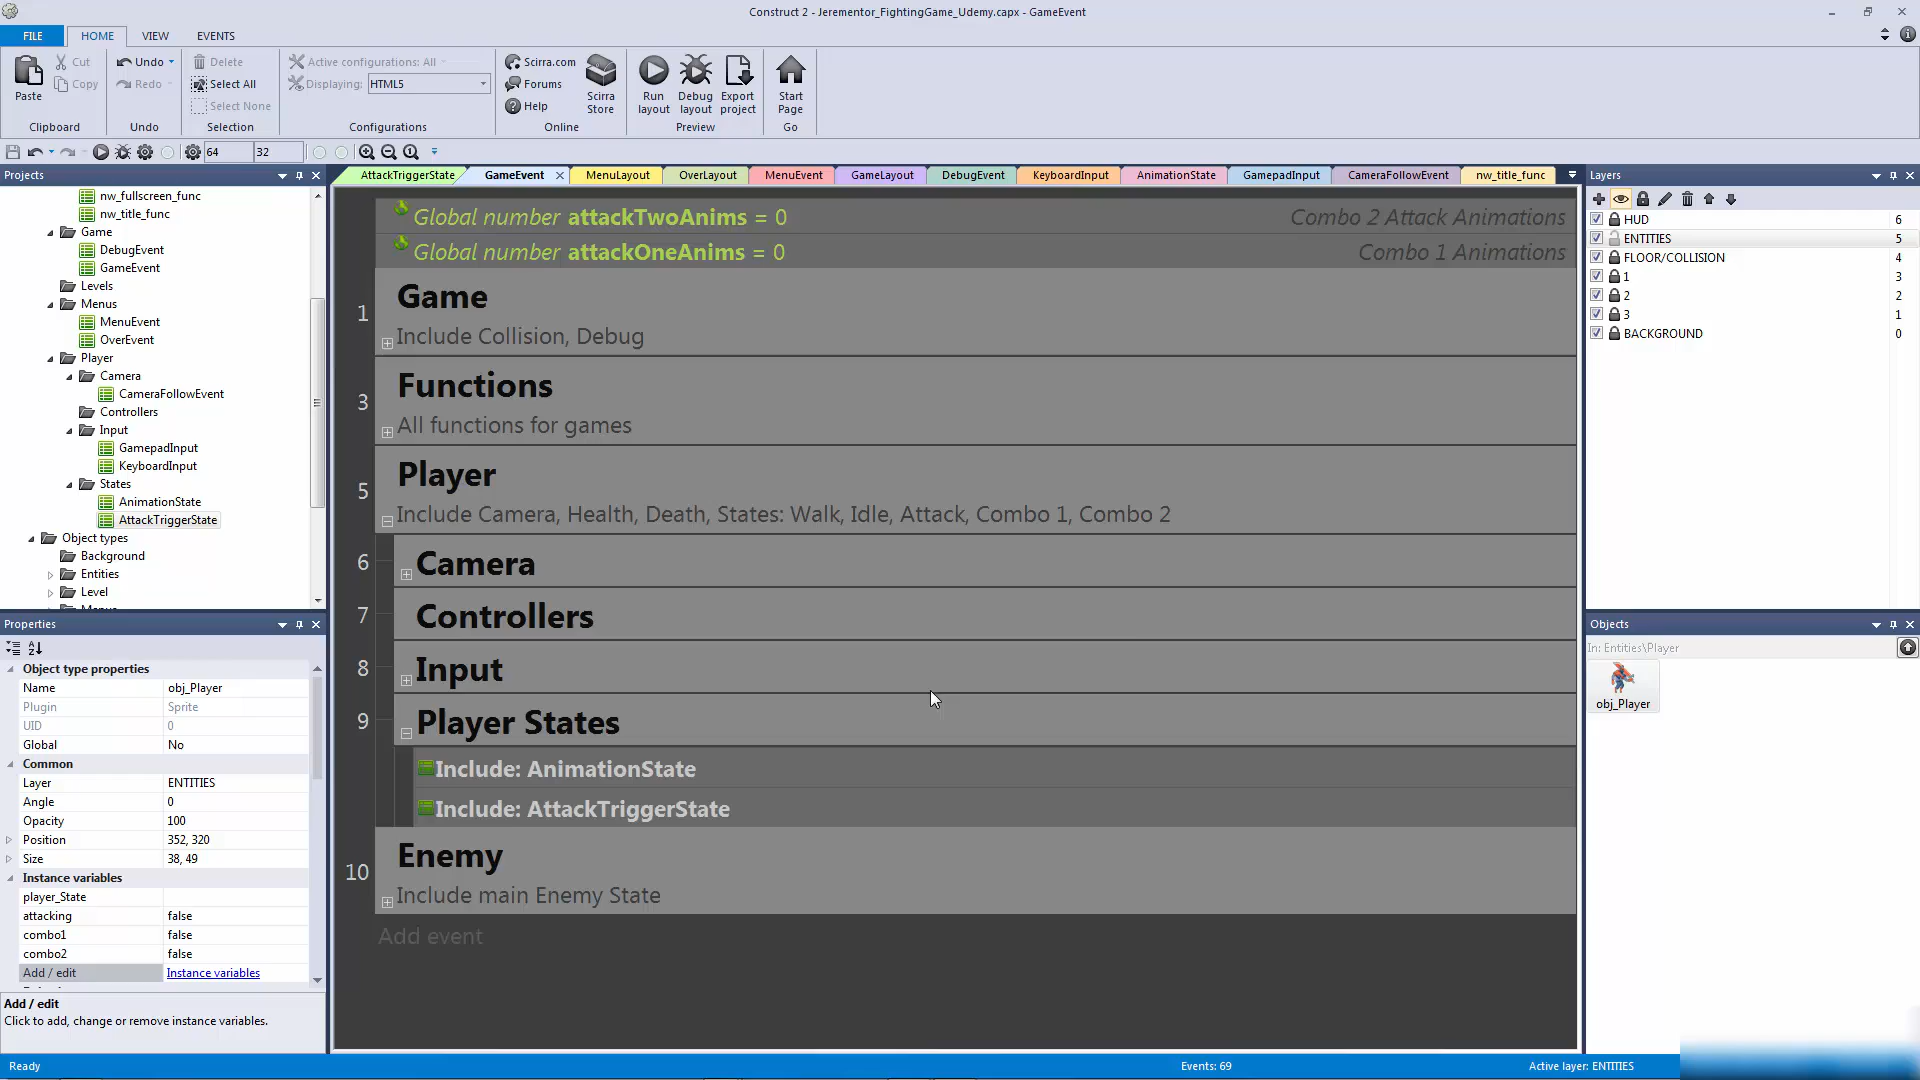 Construct 2 - Jerementor_FightingGame_Udemy.capx - GameEvent
FILE
HOME
VIEW
EVENTS
Paste
Cut
Copy
Clipboard
Undo
Redo
Undo
Delete
Select All
Select None
Selection
Active configurations: All
Displaying:
HTML5
Configurations
Scirra.com
Forums
Help
Scirra Store
Online
Run layout
Debug layout
Export project
Preview
Start Page
Go
64
32
Projects
nw_fullscreen_func
nw_title_func
Game
DebugEvent
GameEvent
Levels
Menus
MenuEvent
OverEvent
Player
Camera
CameraFollowEvent
Controllers
Input
GamepadInput
KeyboardInput
States
AnimationState
AttackTriggerState
Object types
Background
Entities
Level
Properties
Object type properties
Name obj_Player
Plugin Sprite
UID 0
Global No
Common
Layer ENTITIES
Angle 0
Opacity 100
Position 352, 320
Size 38, 49
Instance variables
player_State
attacking false
combo1 false
combo2 false
Add / edit Instance variables
Add / edit
Click to add, change or remove instance variables.
AttackTriggerState
GameEvent
MenuLayout
OverLayout
MenuEvent
GameLayout
DebugEvent
KeyboardInput
AnimationState
GamepadInput
CameraFollowEvent
nw_title_func
Global number attackTwoAnims = 0 Combo 2 Attack Animations
Global number attackOneAnims = 0 Combo 1 Animations
1 Game
Include Collision, Debug
3 Functions
All functions for games
5 Player
Include Camera, Health, Death, States: Walk, Idle, Attack, Combo 1, Combo 2
6 Camera
7 Controllers
8 Input
9 Player States
Include: AnimationState
Include: AttackTriggerState
10 Enemy
Include main Enemy State
Add event
Layers
HUD 6
ENTITIES 5
FLOOR/COLLISION 4
1 3
2 2
3 1
BACKGROUND 0
Objects
In: Entities\Player
obj_Player
Ready
Events: 69
Active layer: ENTITIES